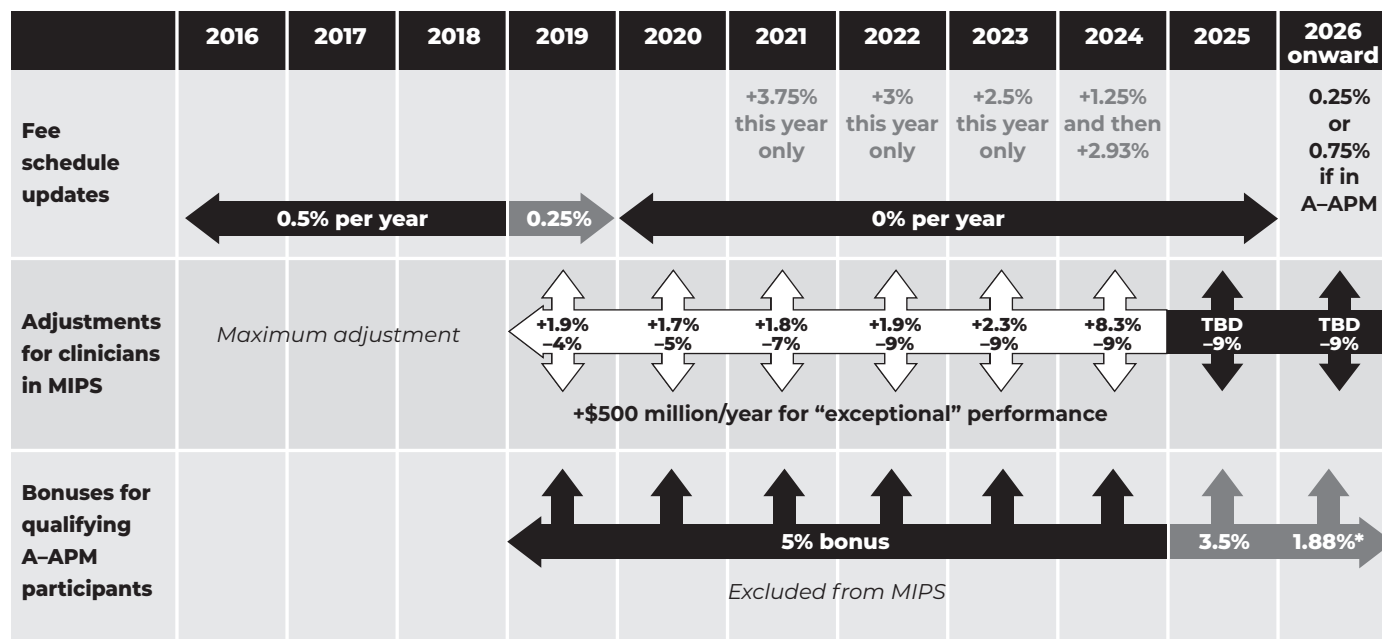 2016 2017 2018 2019 2020 2021 2022 2023 2024 2025 2026
onward
Fee
schedule
updates
+3.75%
this year
only
+3%
this year
only
+2.5%
this year
only
+1.25%
and then
+2.93%
0.25%
or
0.75%
if in
A–APM
0.5% per year
0.25%
0% per year
Adjustments
for clinicians
in MIPS
Maximum adjustment
+1.9%
–4%
+1.7%
–5%
+1.8%
–7%
+1.9%
–9%
+2.3%
–9%
+8.3%
–9%
TBD
–9%
TBD
–9%
+$500 million/year for “exceptional” performance
Bonuses for
qualifying
A–APM
participants
5% bonus
3.5%
1.88%*
Excluded from MIPS